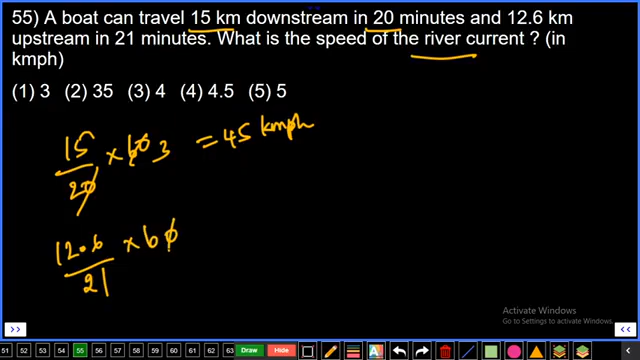 55) A boat can travel 15 km downstream in 20 minutes and 12.6 km
upstream in 21 minutes. What is the speed of the river current ? (in
kmph)
(1) 3 (2) 35 (3) 4 (4) 4.5 (5) 5
15
20
× 60 3 = 45 kmph
12.6
21
× 60
Activate Windows
Go to Settings to activate Windows.
>> 51 52 53 54 55 56 57 58 59 60 61 62 63 Draw Hide A <<